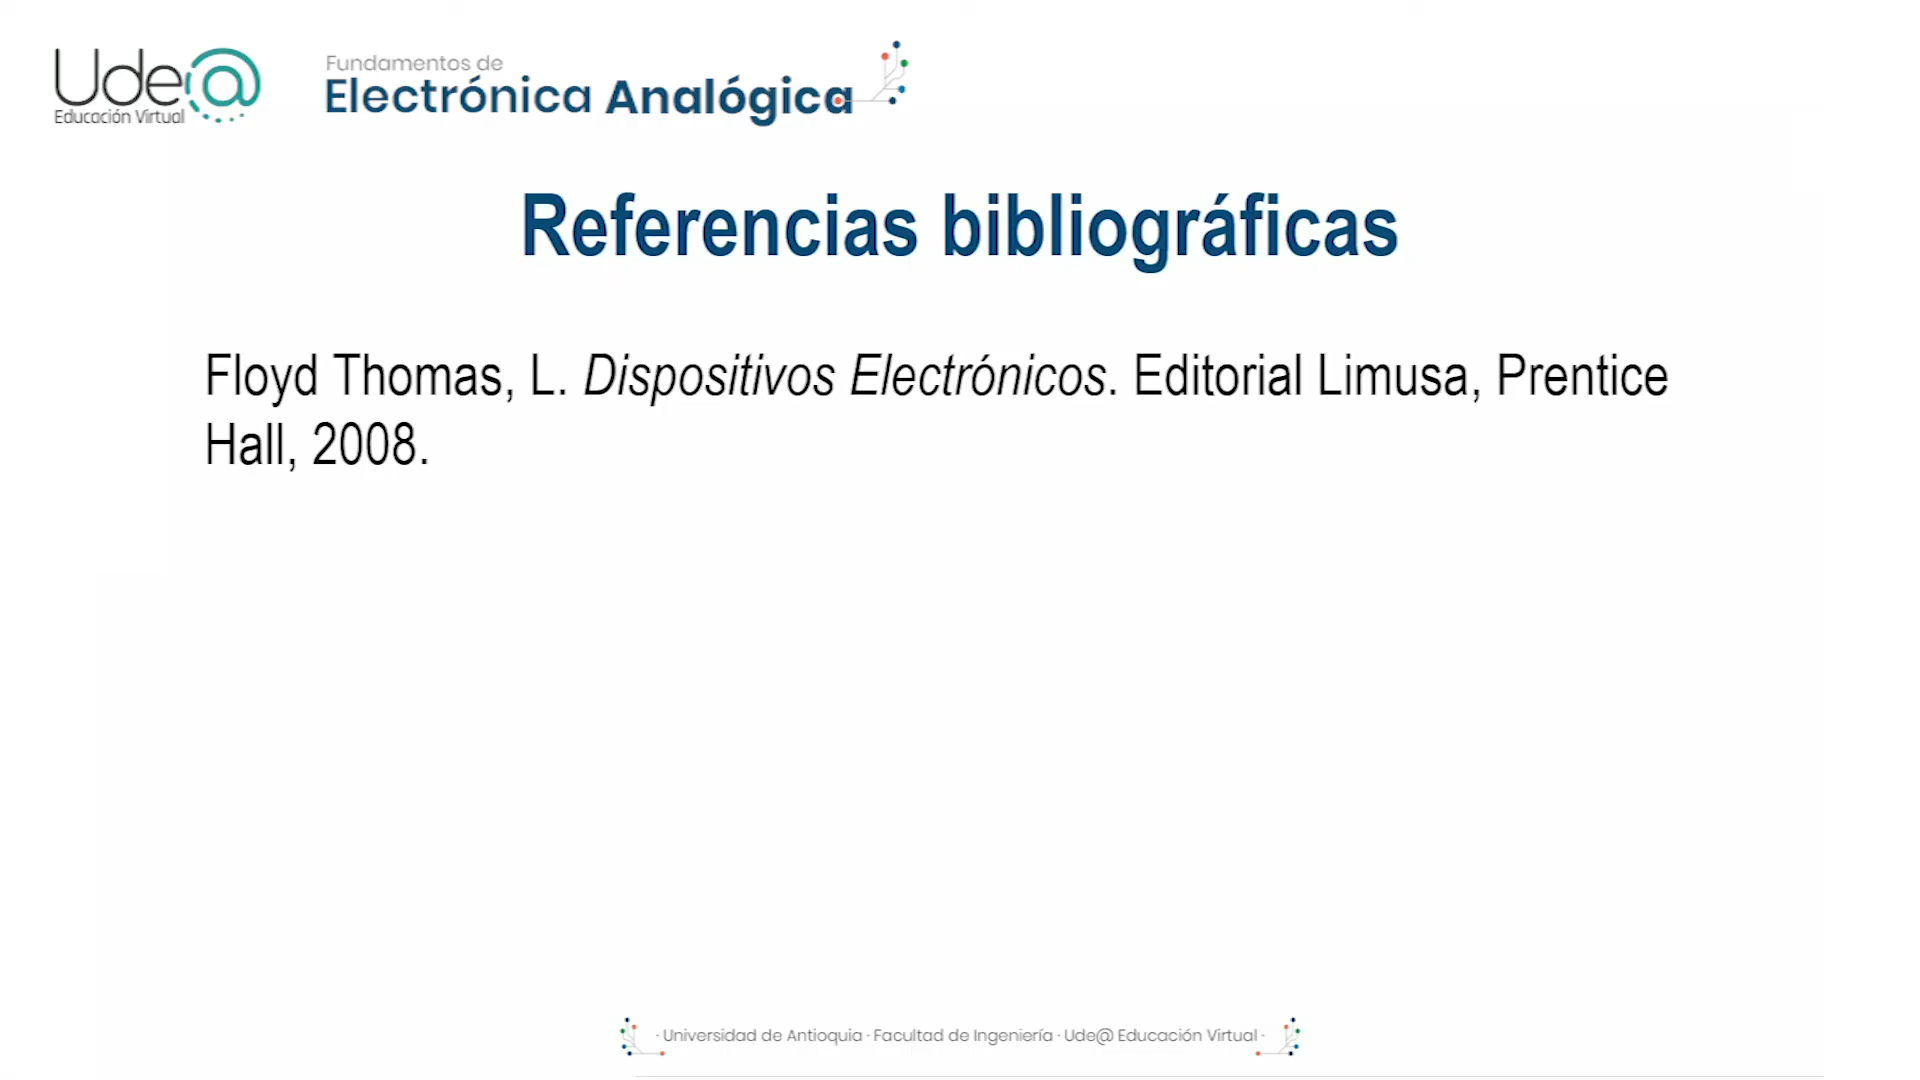 Ude@
Educación Virtual
Fundamentos de
Electrónica Analógica
Referencias bibliográficas
Floyd Thomas, L. Dispositivos Electrónicos. Editorial Limusa, Prentice
Hall, 2008.
· Universidad de Antioquia · Facultad de Ingeniería · Ude@ Educación Virtual ·